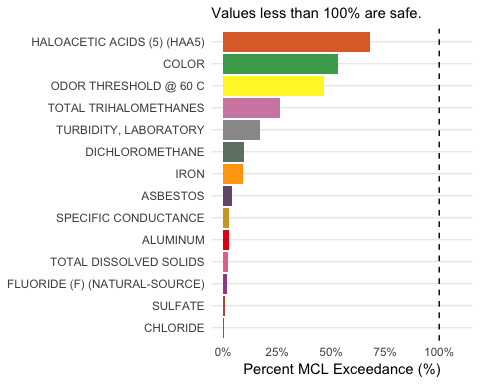 Values less than 100% are safe.
HALOACETIC ACIDS (5) (HAA5)
COLOR
ODOR THRESHOLD @ 60 C
TOTAL TRIHALOMETHANES
TURBIDITY, LABORATORY
DICHLOROMETHANE
IRON
ASBESTOS
SPECIFIC CONDUCTANCE
ALUMINUM
TOTAL DISSOLVED SOLIDS
FLUORIDE (F) (NATURAL-SOURCE)
SULFATE
CHLORIDE
0% 25% 50% 75% 100%
Percent MCL Exceedance (%)